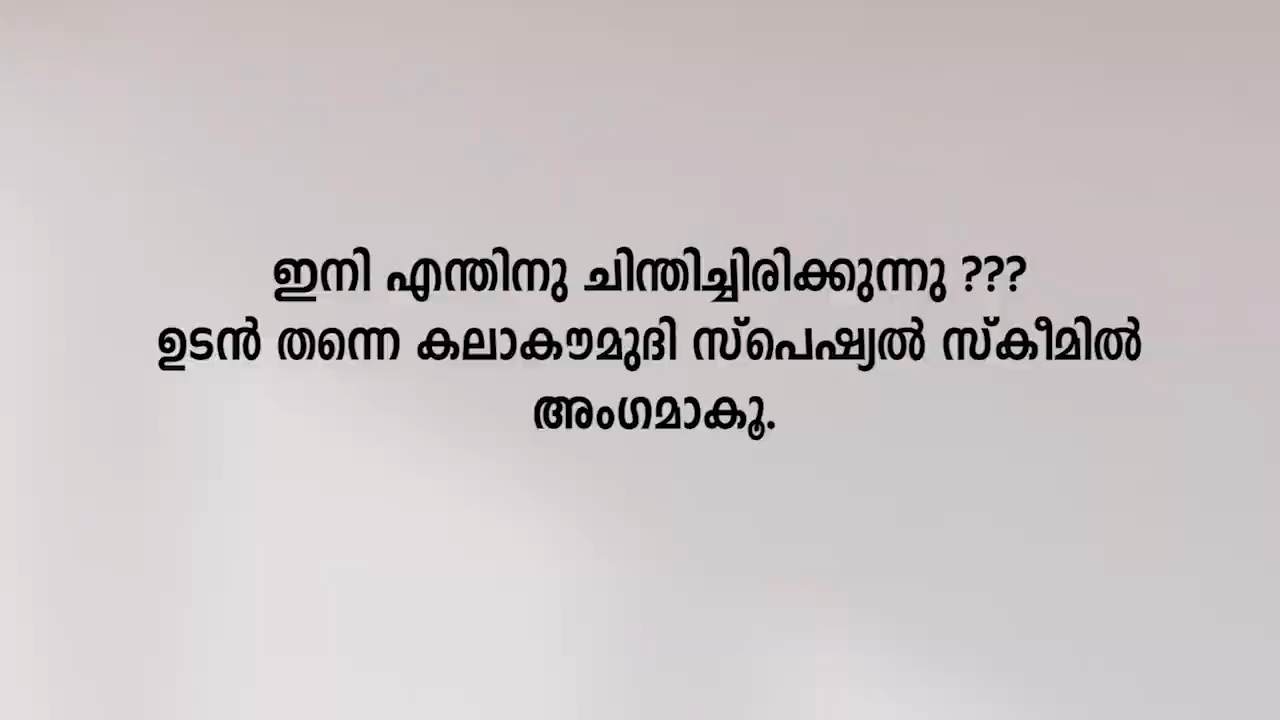 ഇനി എന്തിനു ചിന്തിച്ചിരിക്കുന്നു ???
ഉടൻ തന്നെ കലാകൗമുദി സ്പെഷ്യൽ സ്കീമിൽ
അംഗമാകൂ.